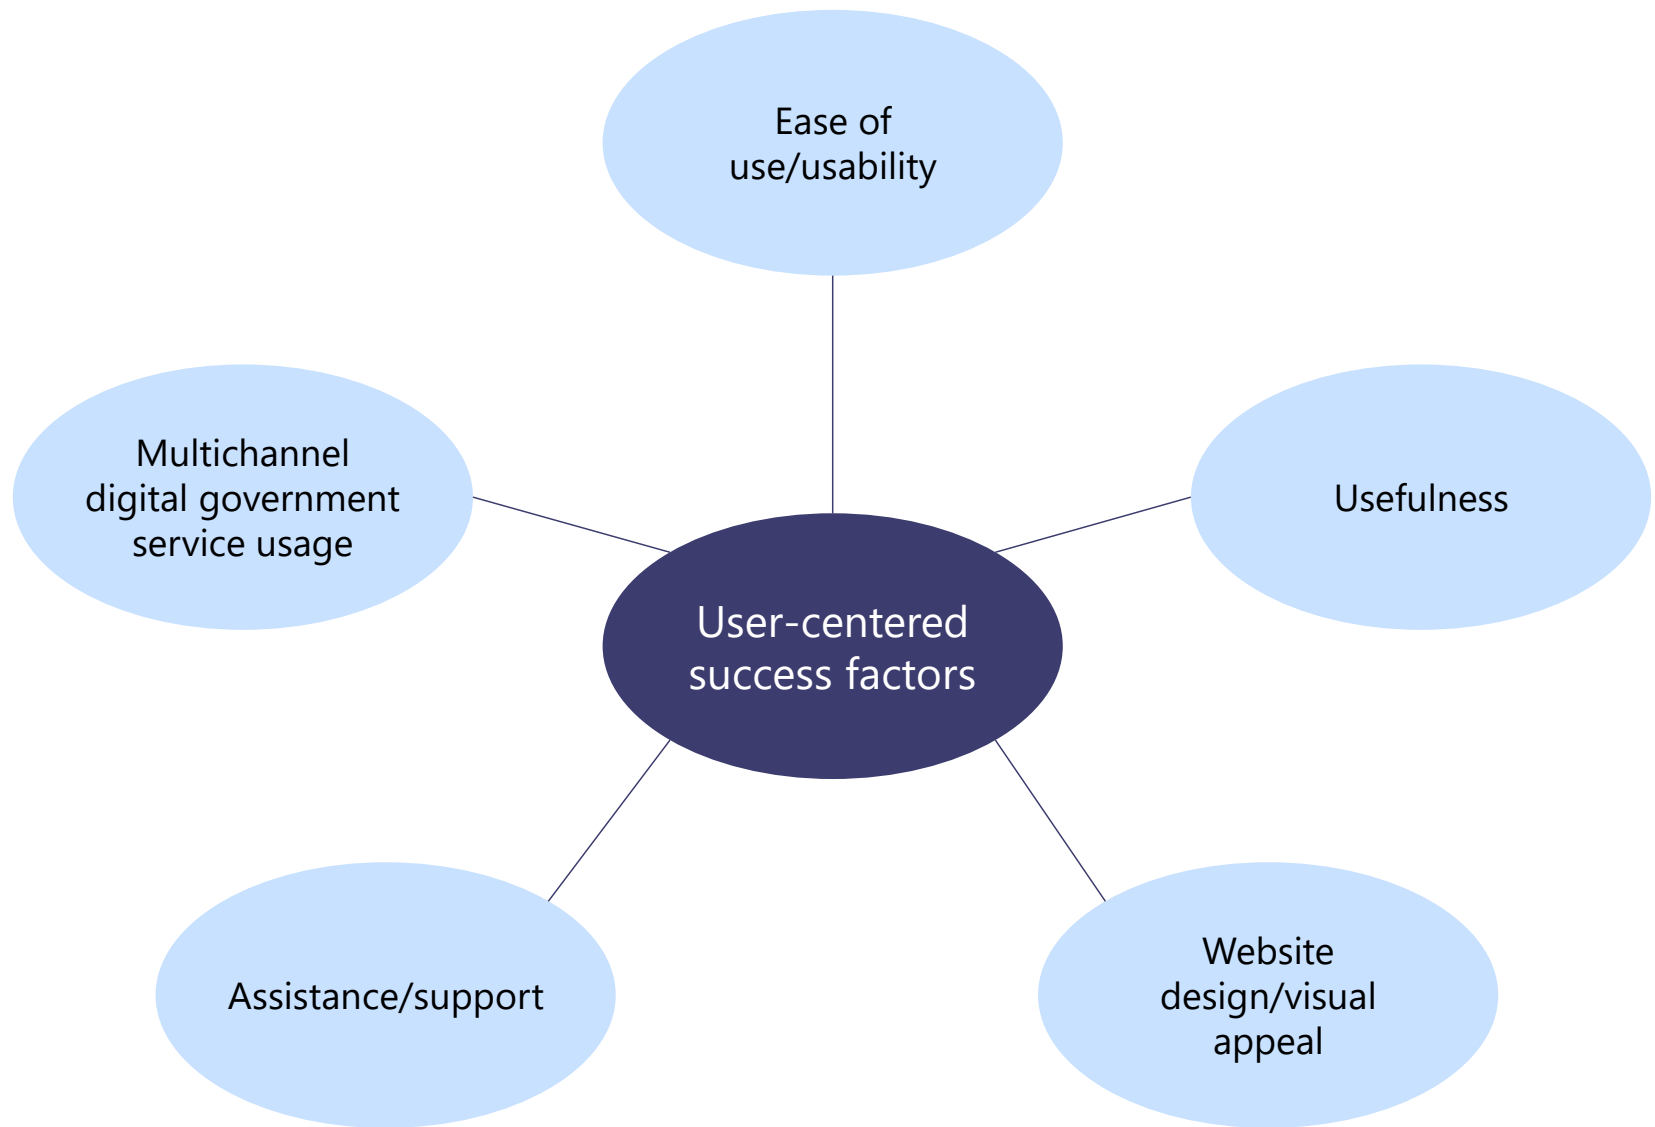 Ease of
use/usability
Multichannel
digital government
service usage
Usefulness
User-centered
success factors
Assistance/support
Website
design/visual
appeal